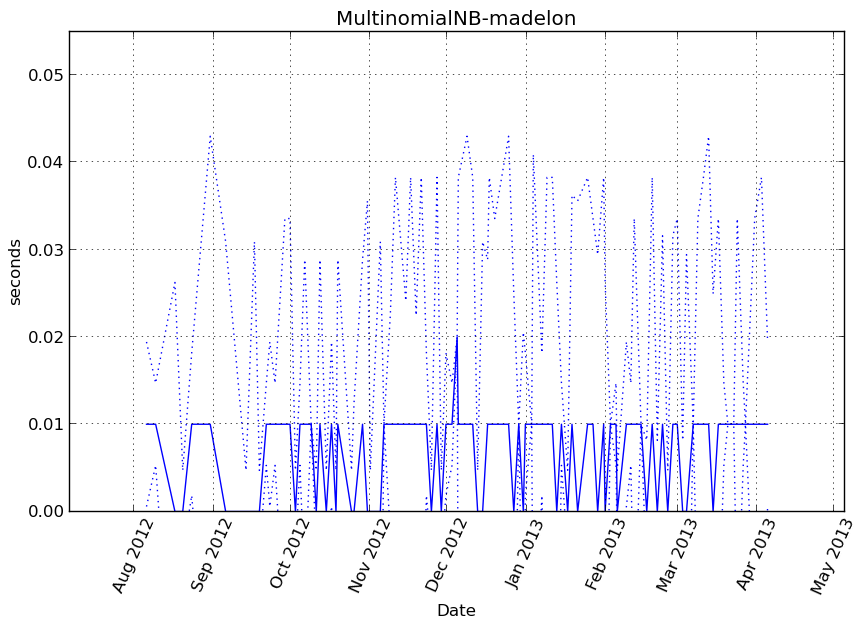 MultinomialNB-madelon
0.05
0.04
0.03
0.02
0.01
0.00
seconds
Aug 2012
Sep 2012
Oct 2012
Nov 2012
Dec 2012
Jan 2013
Feb 2013
Mar 2013
Apr 2013
May 2013
Date